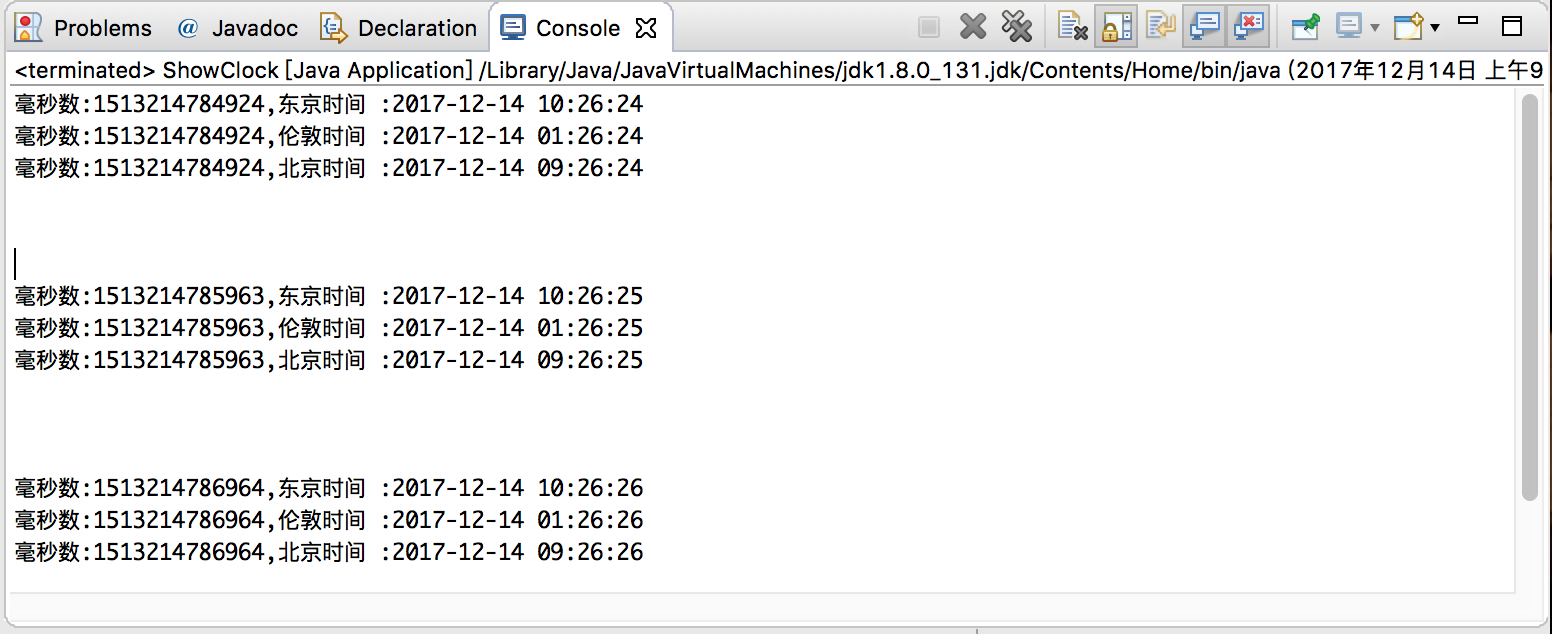 Problems @ Javadoc Declaration Console
<terminated> ShowClock [Java Application] /Library/Java/JavaVirtualMachines/jdk1.8.0_131.jdk/Contents/Home/bin/java (2017年12月14日 上午9
毫秒数:1513214784924,东京时间 :2017-12-14 10:26:24
毫秒数:1513214784924,伦敦时间 :2017-12-14 01:26:24
毫秒数:1513214784924,北京时间 :2017-12-14 09:26:24
毫秒数:1513214785963,东京时间 :2017-12-14 10:26:25
毫秒数:1513214785963,伦敦时间 :2017-12-14 01:26:25
毫秒数:1513214785963,北京时间 :2017-12-14 09:26:25
毫秒数:1513214786964,东京时间 :2017-12-14 10:26:26
毫秒数:1513214786964,伦敦时间 :2017-12-14 01:26:26
毫秒数:1513214786964,北京时间 :2017-12-14 09:26:26